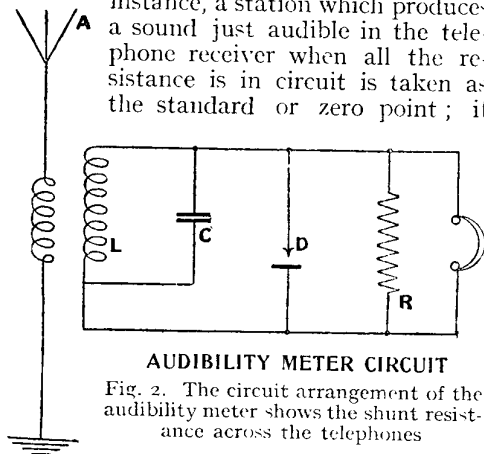 instance, a station which produces
a sound just audible in the tele-
phone receiver when all the re-
sistance is in circuit is taken as
the standard or zero point ; if
A
L
C
D
R
AUDIBILITY METER CIRCUIT
Fig. 2. The circuit arrangement of the
audibility meter shows the shunt resist-
ance across the telephones